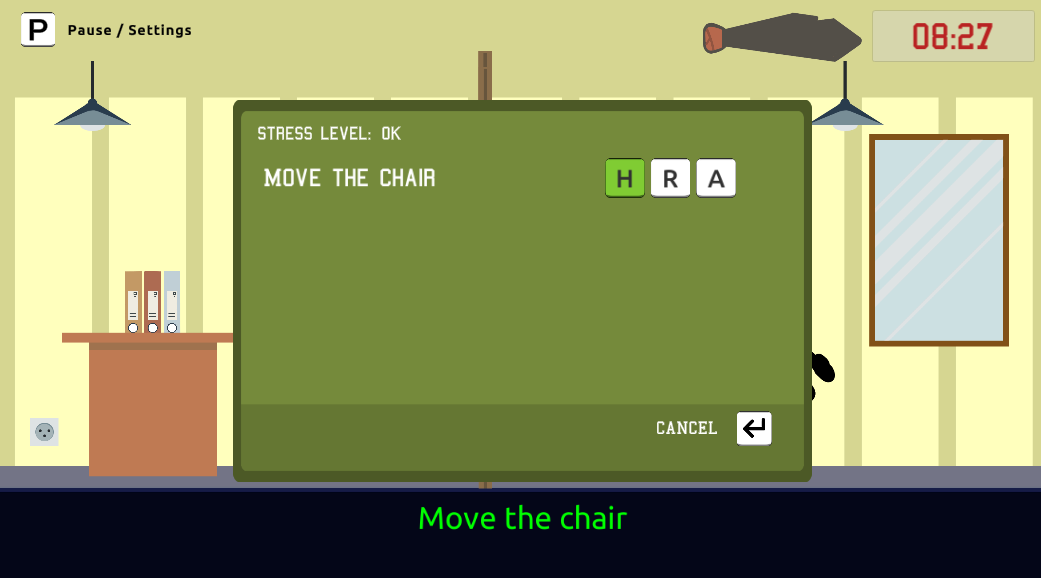 P Pause / Settings
08:27
STRESS LEVEL: OK
MOVE THE CHAIR H R A
CANCEL
Move the chair